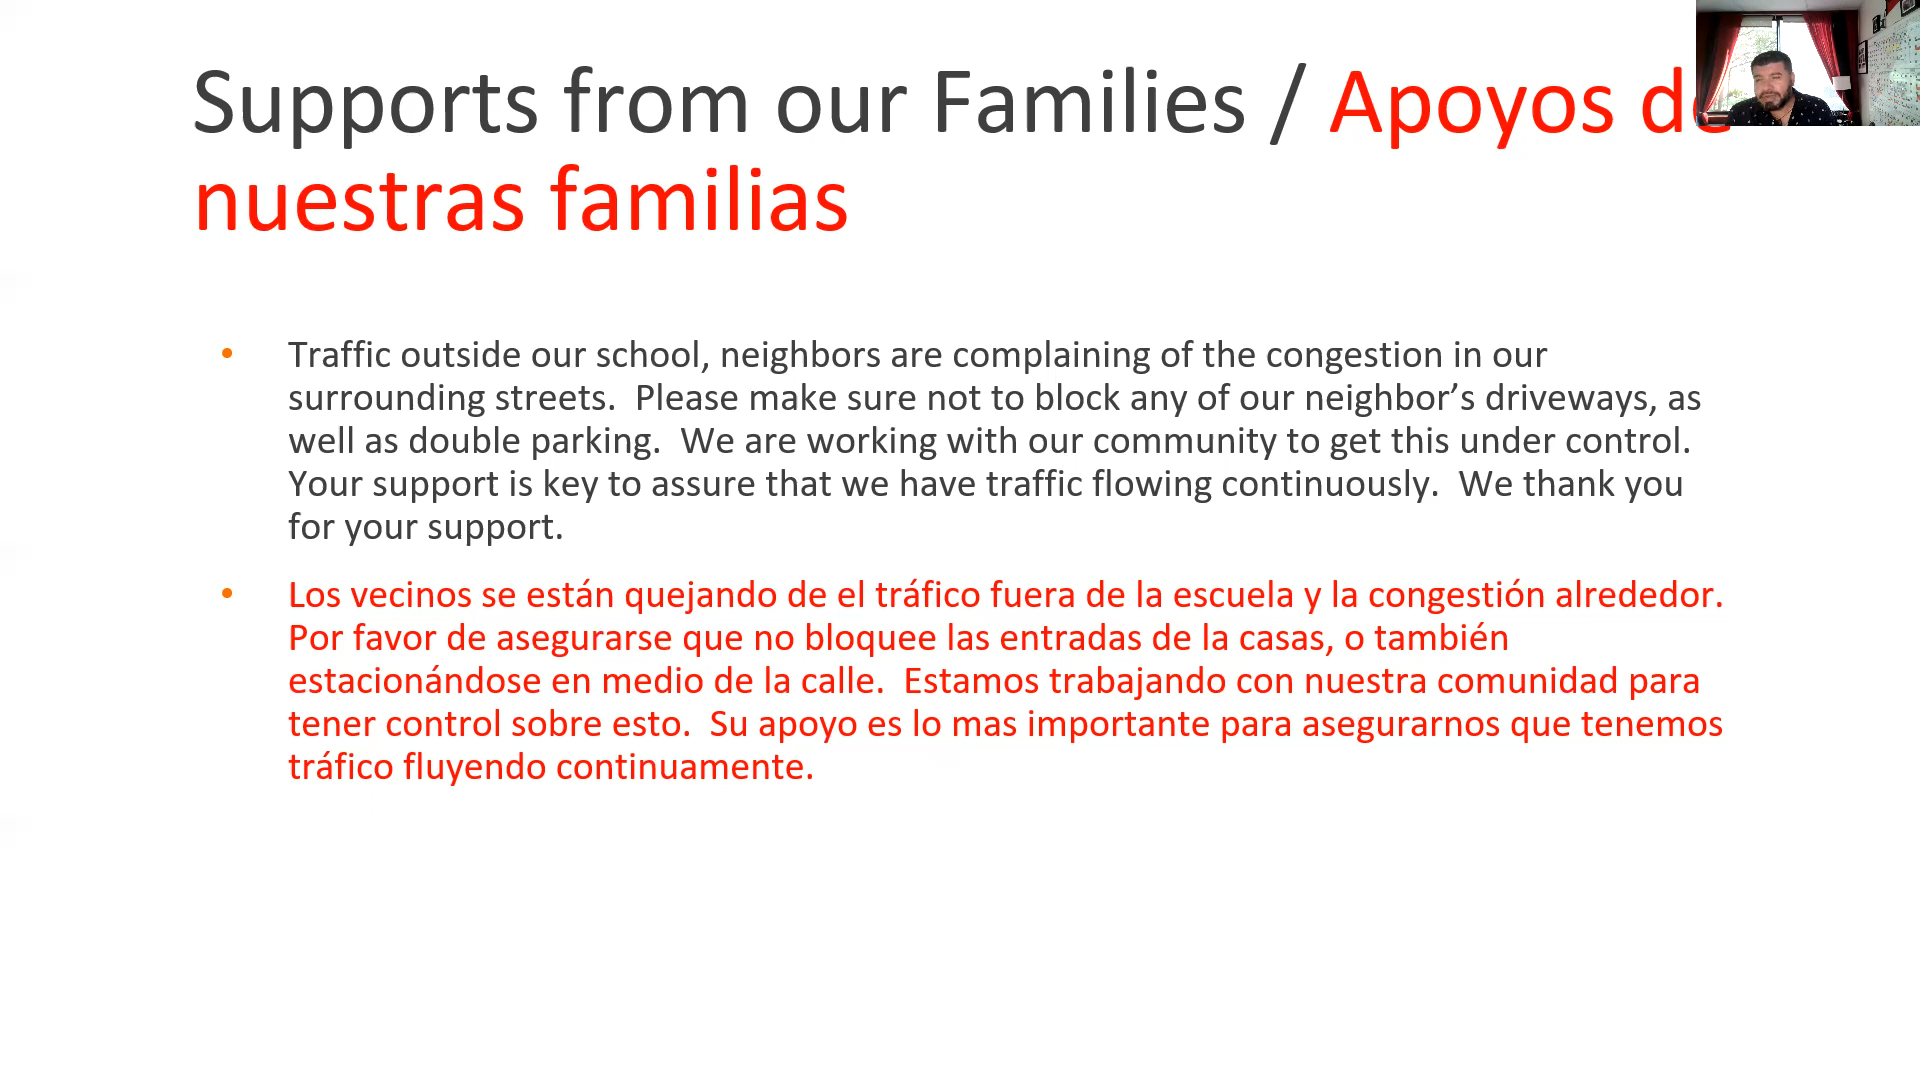 Supports from our Families / Apoyos de
nuestras familias
• Traffic outside our school, neighbors are complaining of the congestion in our
surrounding streets.  Please make sure not to block any of our neighbor’s driveways, as
well as double parking.  We are working with our community to get this under control.
Your support is key to assure that we have traffic flowing continuously.  We thank you
for your support.
• Los vecinos se están quejando de el tráfico fuera de la escuela y la congestión alrededor.
Por favor de asegurarse que no bloquee las entradas de la casas, o también
estacionándose en medio de la calle.  Estamos trabajando con nuestra comunidad para
tener control sobre esto.  Su apoyo es lo mas importante para asegurarnos que tenemos
tráfico fluyendo continuamente.